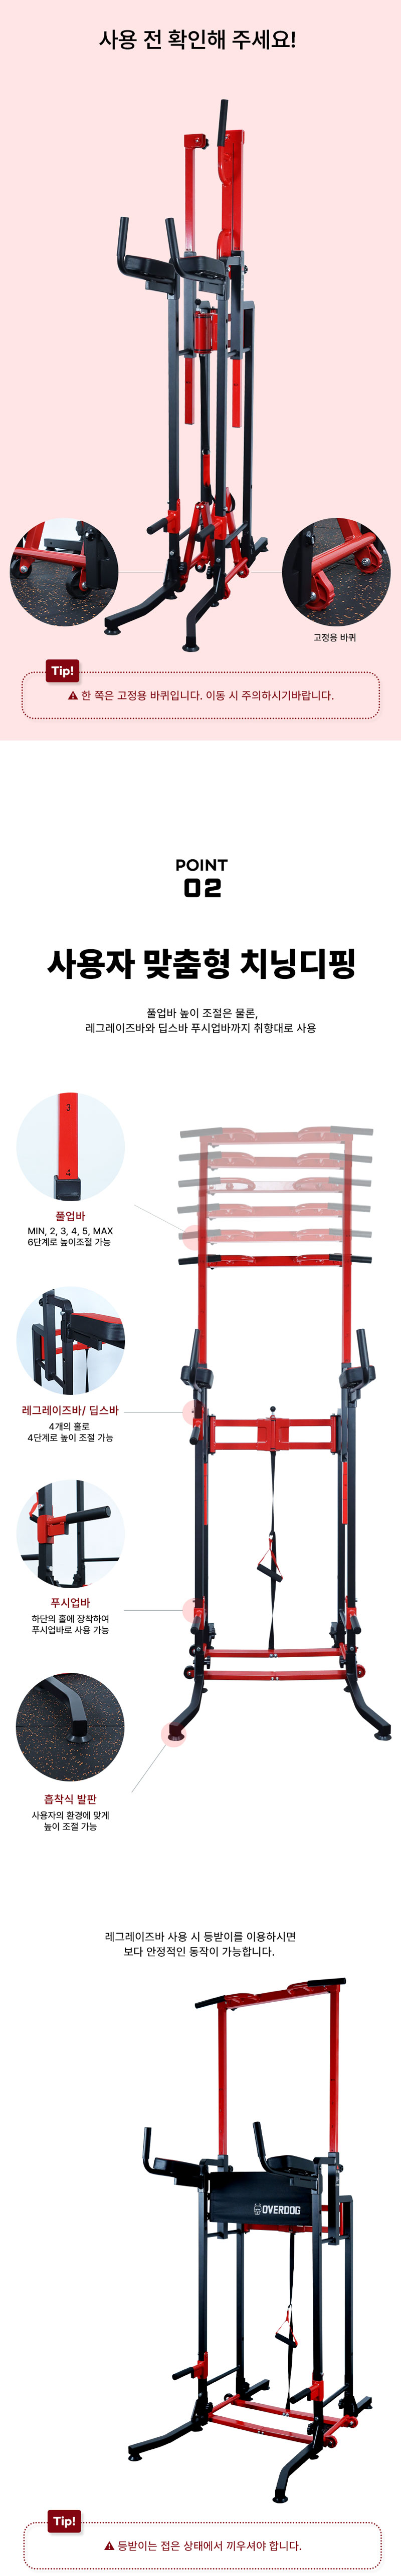 사용 전 확인해 주세요!
고정용 바퀴
Tip!
⚠ 한 쪽은 고정용 바퀴입니다. 이동 시 주의하시기바랍니다.
POINT
02
사용자 맞춤형 치닝디핑
풀업바 높이 조절은 물론,
레그레이즈바와 딥스바 푸시업바까지 취향대로 사용
3
4
풀업바
MIN, 2, 3, 4, 5, MAX
6단계로 높이조절 가능
레그레이즈바/ 딥스바
4개의 홀로
4단계로 높이 조절 가능
푸시업바
하단의 홀에 장착하여
푸시업바로 사용 가능
흡착식 발판
사용자의 환경에 맞게
높이 조절 가능
레그레이즈바 사용 시 등받이를 이용하시면
보다 안정적인 동작이 가능합니다.
OVERDOG
Tip!
⚠ 등받이는 접은 상태에서 끼우셔야 합니다.